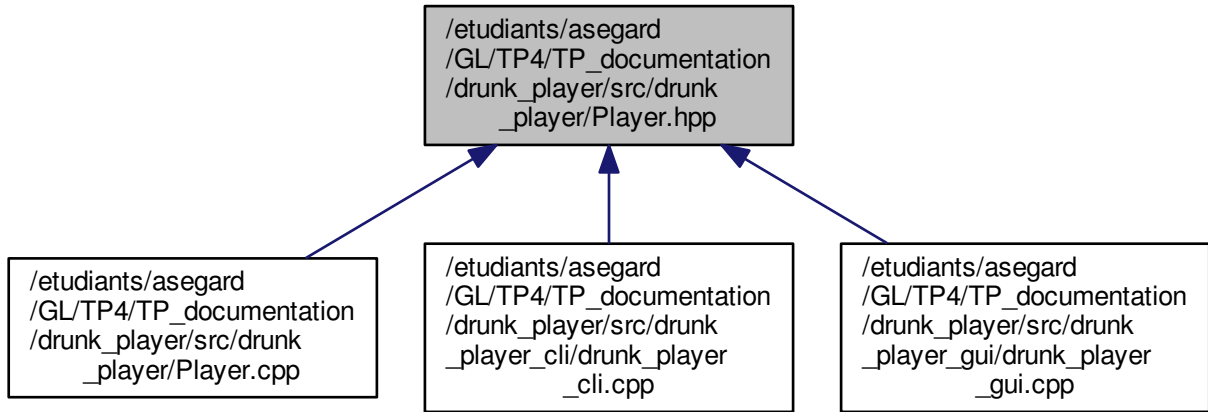 /etudiants/asegard
/GL/TP4/TP_documentation
/drunk_player/src/drunk
_player/Player.hpp
/etudiants/asegard
/GL/TP4/TP_documentation
/drunk_player/src/drunk
_player/Player.cpp
/etudiants/asegard
/GL/TP4/TP_documentation
/drunk_player/src/drunk
_player_cli/drunk_player
_cli.cpp
/etudiants/asegard
/GL/TP4/TP_documentation
/drunk_player/src/drunk
_player_gui/drunk_player
_gui.cpp